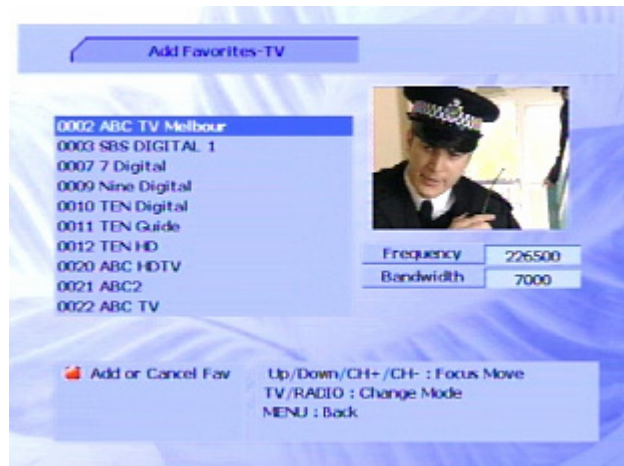 Add Favorites-TV
0002 ABC TV Melbour
0003 SBS DIGITAL 1
0007 7 Digital
0009 Nine Digital
0010 TEN Digital
0011 TEN Guide
0012 TEN HD
0020 ABC HDTV
0021 ABC2
0022 ABC TV
Frequency 226500
Bandwidth 7000
Add or Cancel Fav
Up/Down/CH+/CH- : Focus Move
TV/RADIO : Change Mode
MENU : Back